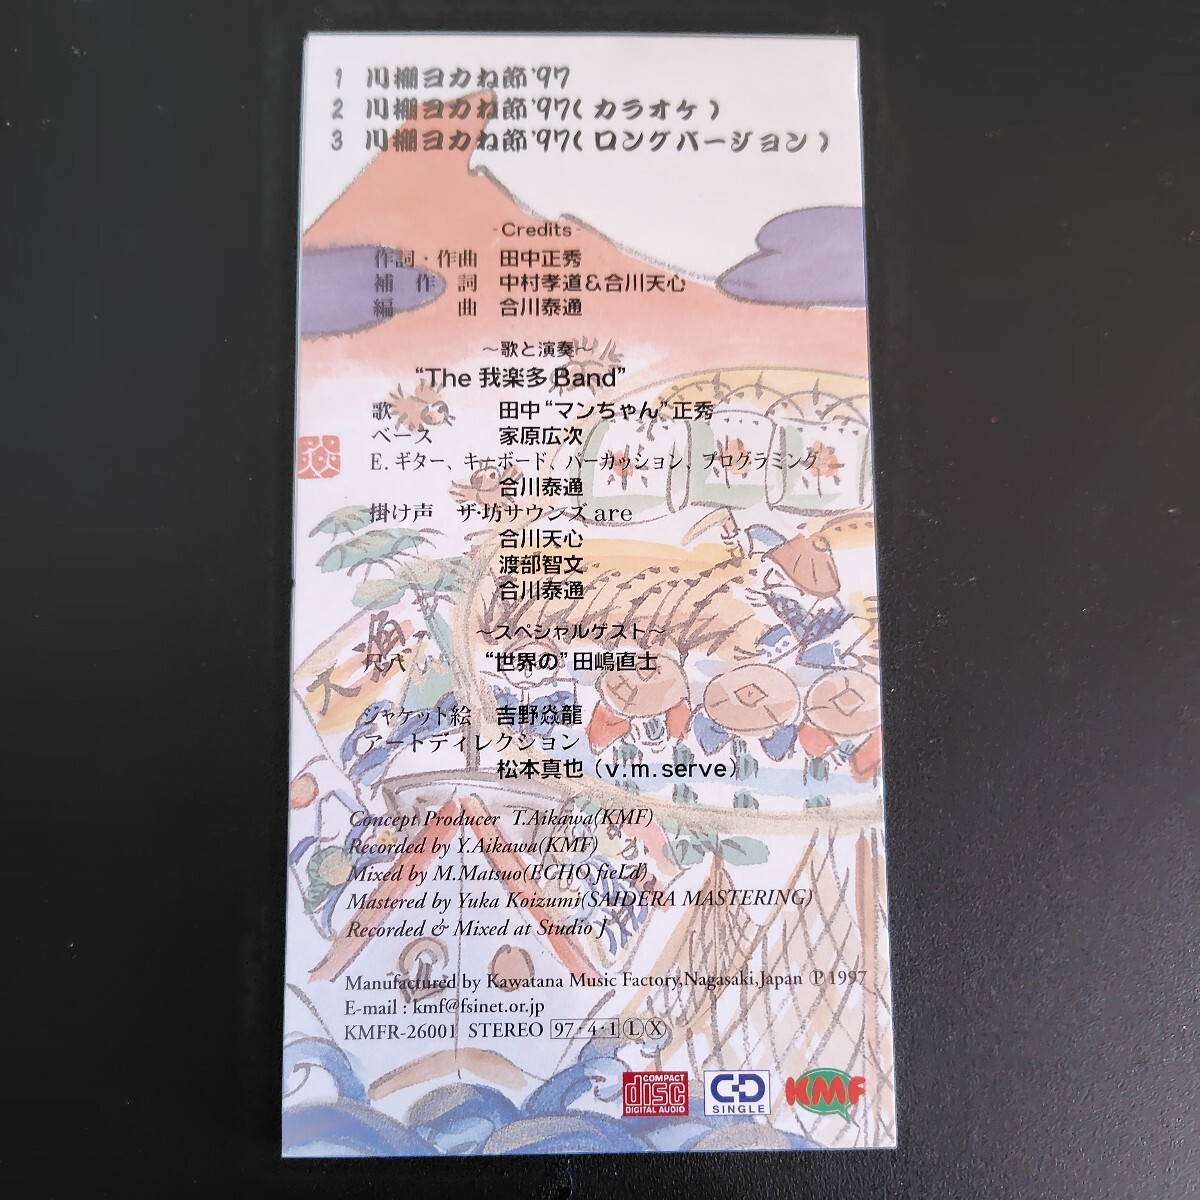 1 川棚ヨカね節'97
2 川棚ヨカね節'97(カラオケ)
3 川棚ヨカね節'97(ロングバージョン)
-Credits-
作詞・作曲 田中正秀
補作詞 中村孝道&合川天心
編曲 合川泰通
～歌と演奏～
"The 我楽多 Band"
歌 田中"マンちゃん"正秀
ベース 家原広次
E.ギター、キーボード、パーカッション、プログラミング
合川泰通
掛け声 ザ・坊サウンズare
合川天心
渡部智文
合川泰通
～スペシャルゲスト～
尺八 "世界の"田嶋直士
大漁
ジャケット絵 吉野焱龍
アートディレクション
松本真也(v.m.serve)
Concept Producer T.Aikawa(KMF)
Recorded by Y.Aikawa(KMF)
Mixed by M.Matsuo(ECHO fieLd)
Mastered by Yuka Koizumi(SAIDERA MASTERING)
Recorded & Mixed at Studio J
Manufactured by Kawatana Music Factory,Nagasaki,Japan Ⓟ1997
E-mail : kmf@fsinet.or.jp
KMFR-26001 STEREO 97・4・1 Ⓛ Ⓧ
COMPACT disc DIGITAL AUDIO
CD SINGLE
KMF